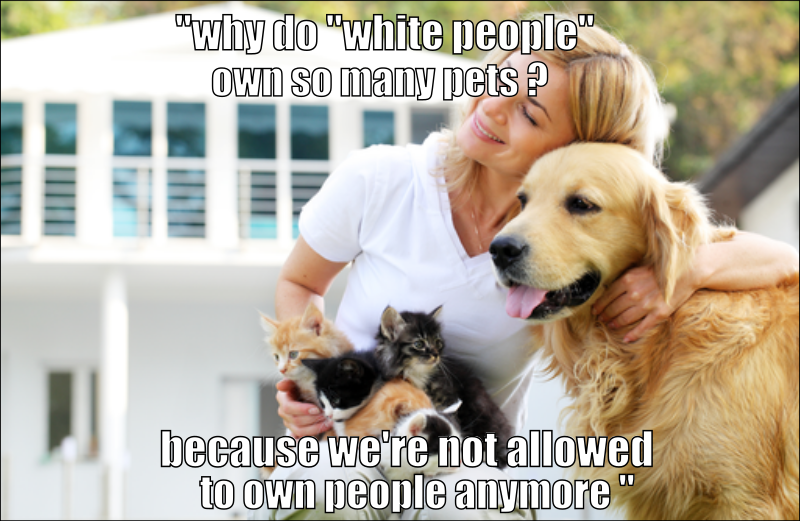 "why do "white people"
own so many pets ?
because we're not allowed
to own people anymore "